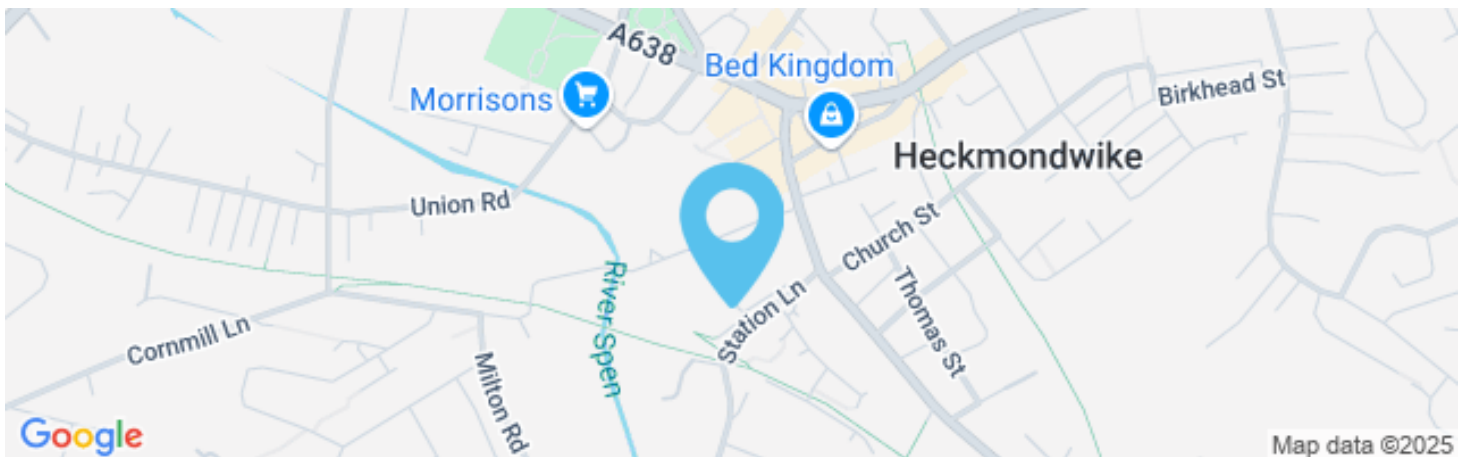 A638
Bed Kingdom
Morrisons
Birkhead St
Heckmondwike
Union Rd
Church St
River Spen
Station Ln
Thomas St
Cornmill Ln
Milton Rd
Google
Map data ©2025